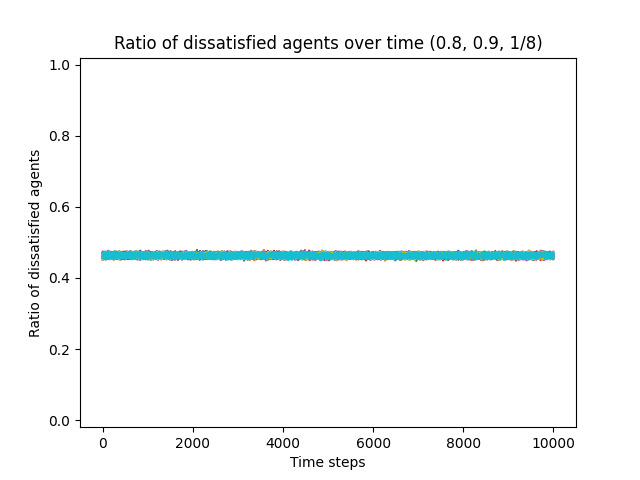 Ratio of dissatisfied agents over time (0.8, 0.9, 1/8)
1.0
0.8
0.6
0.4
0.2
0.0
Ratio of dissatisfied agents
0 2000 4000 6000 8000 10000
Time steps